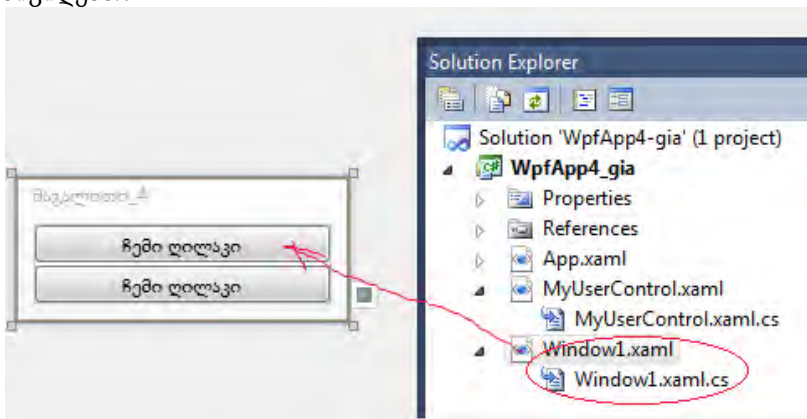 Solution Explorer
Solution 'WpfApp4-gia' (1 project)
WpfApp4_gia
Properties
References
App.xaml
MyUserControl.xaml
MyUserControl.xaml.cs
Window1.xaml
Window1.xaml.cs
მაგალითი_4
ჩემი ღილაკი
ჩემი ღილაკი